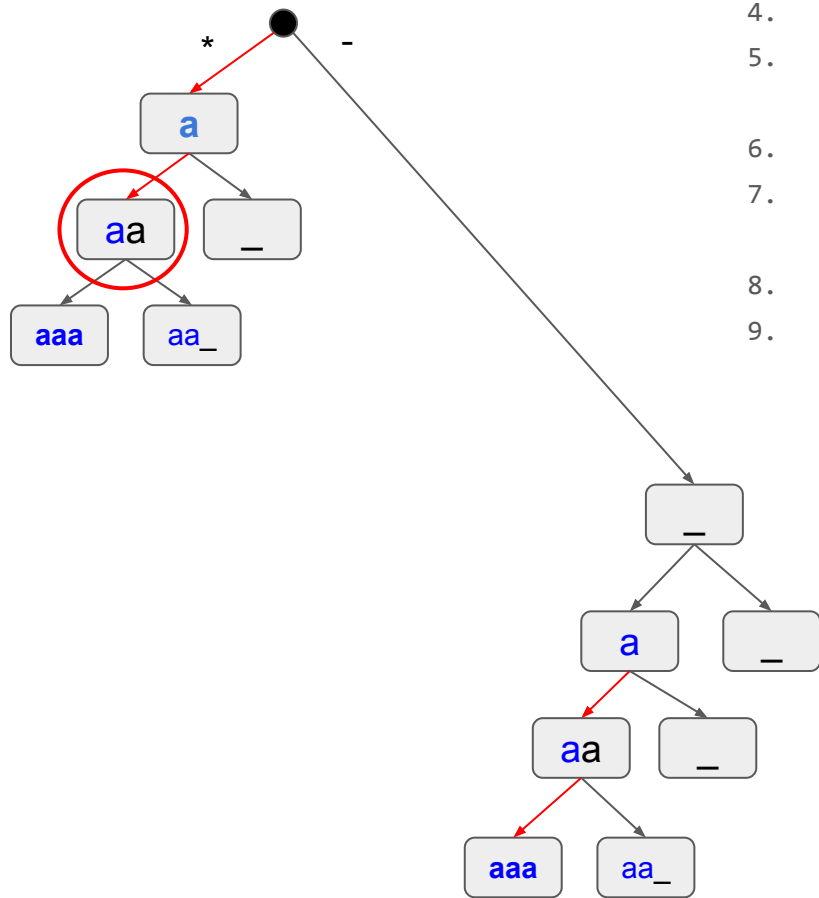 4.
* -
5.
a
6.
7.
aa _
8.
aaa aa_
9.
_
a _
aa _
aaa aa_